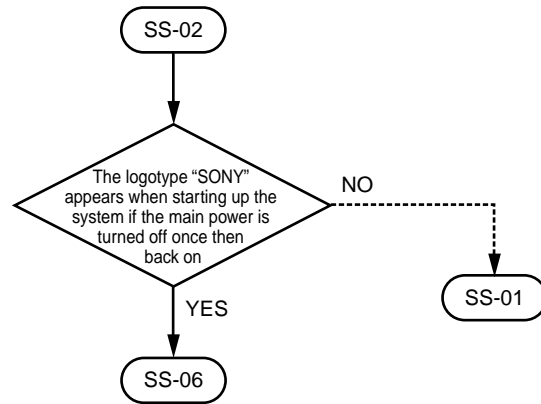 SS-02
The logotype “SONY”
appears when starting up the
system if the main power is
turned off once then
back on
NO
SS-01
YES
SS-06